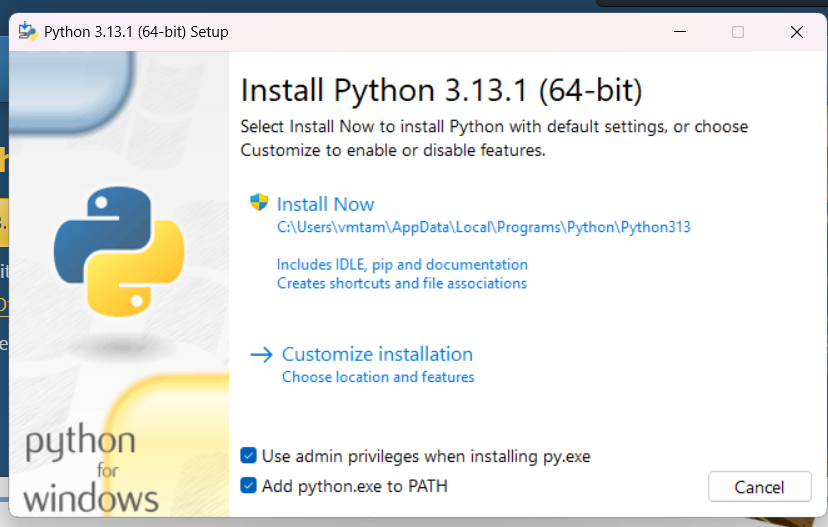 Python 3.13.1 (64-bit) Setup
Install Python 3.13.1 (64-bit)
Select Install Now to install Python with default settings, or choose
Customize to enable or disable features.
Install Now
C:\Users\vmtam\AppData\Local\Programs\Python\Python313
Includes IDLE, pip and documentation
Creates shortcuts and file associations
Customize installation
Choose location and features
python
for
windows
Use admin privileges when installing py.exe
Add python.exe to PATH
Cancel